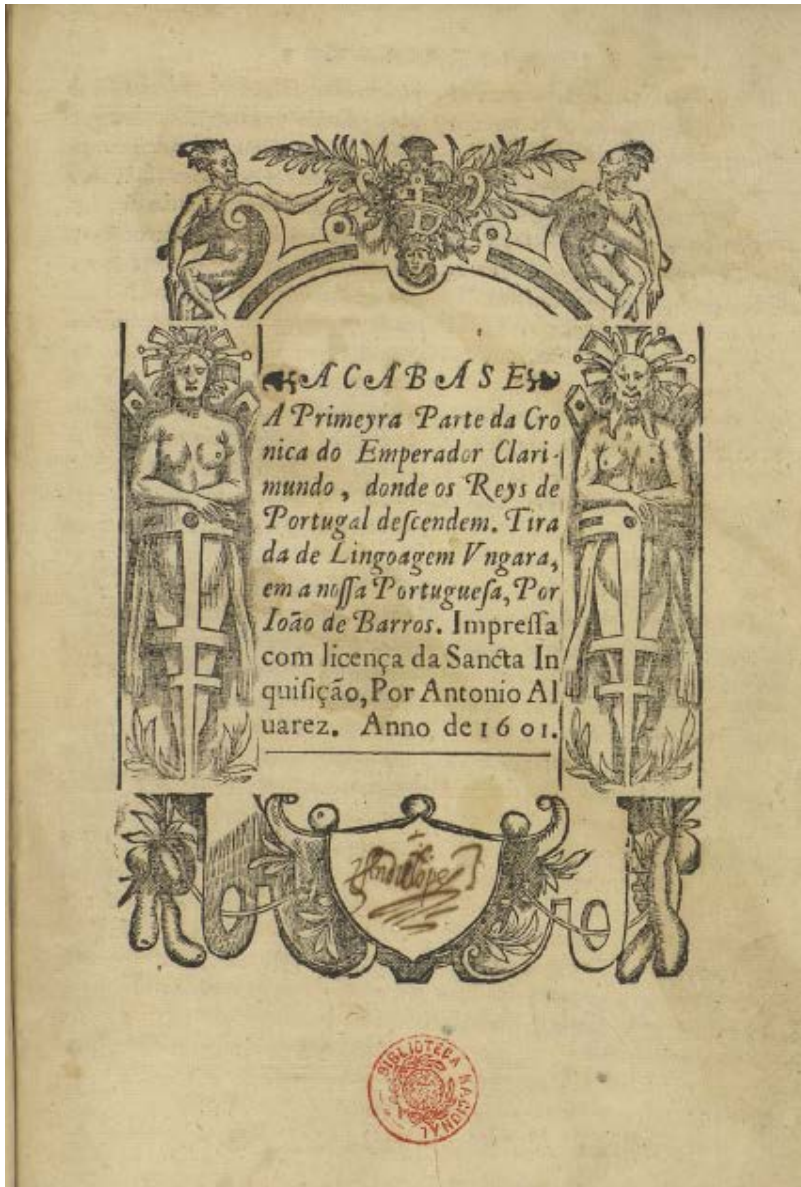 ACABASE
A Primeyra Parte da Cro
nica do Emperador Clari-
mundo, donde os Reys de
Portugal deſcendem. Tira
da de Lingoagem Vngara,
em a noſſa Portugueſa, Por
Ioão de Barros. Impreſſa
com licença da Sancta In
quiſição, Por Antonio Al
uarez. Anno de 1601.
BIBLIOTECA NACIONAL